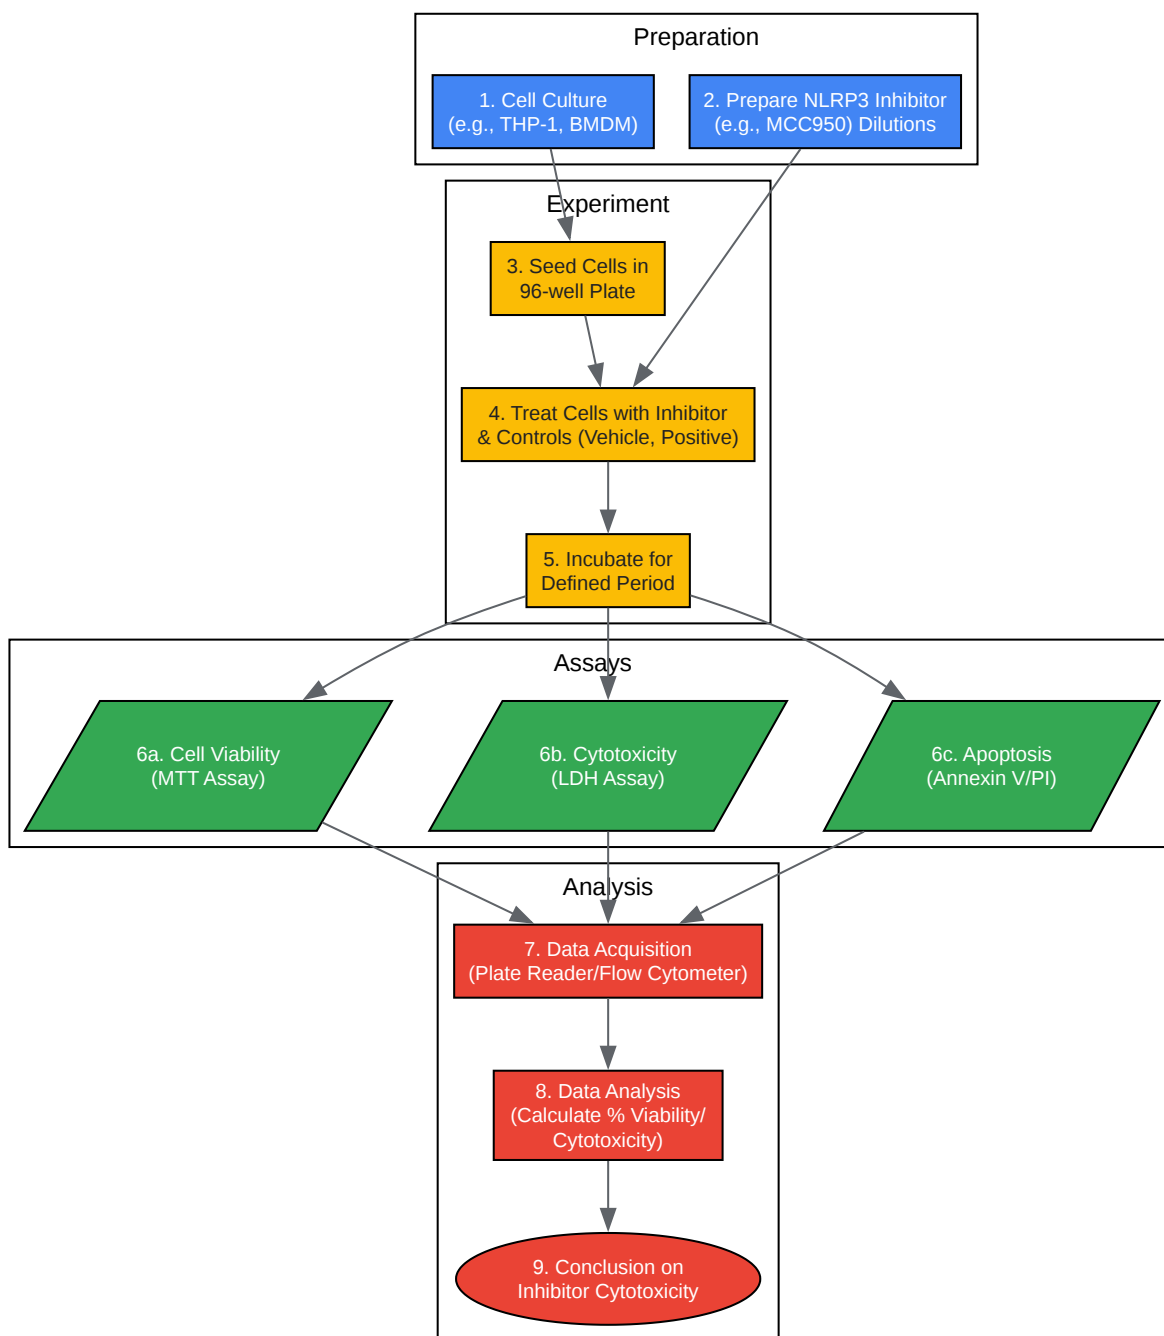 Preparation
1. Cell Culture
(e.g., THP-1, BMDM)
2. Prepare NLRP3 Inhibitor
(e.g., MCC950) Dilutions
Experiment
3. Seed Cells in
96-well Plate
4. Treat Cells with Inhibitor
& Controls (Vehicle, Positive)
5. Incubate for
Defined Period
Assays
6a. Cell Viability
(MTT Assay)
6b. Cytotoxicity
(LDH Assay)
6c. Apoptosis
(Annexin V/PI)
Analysis
7. Data Acquisition
(Plate Reader/Flow Cytometer)
8. Data Analysis
(Calculate % Viability/
Cytotoxicity)
9. Conclusion on
Inhibitor Cytotoxicity